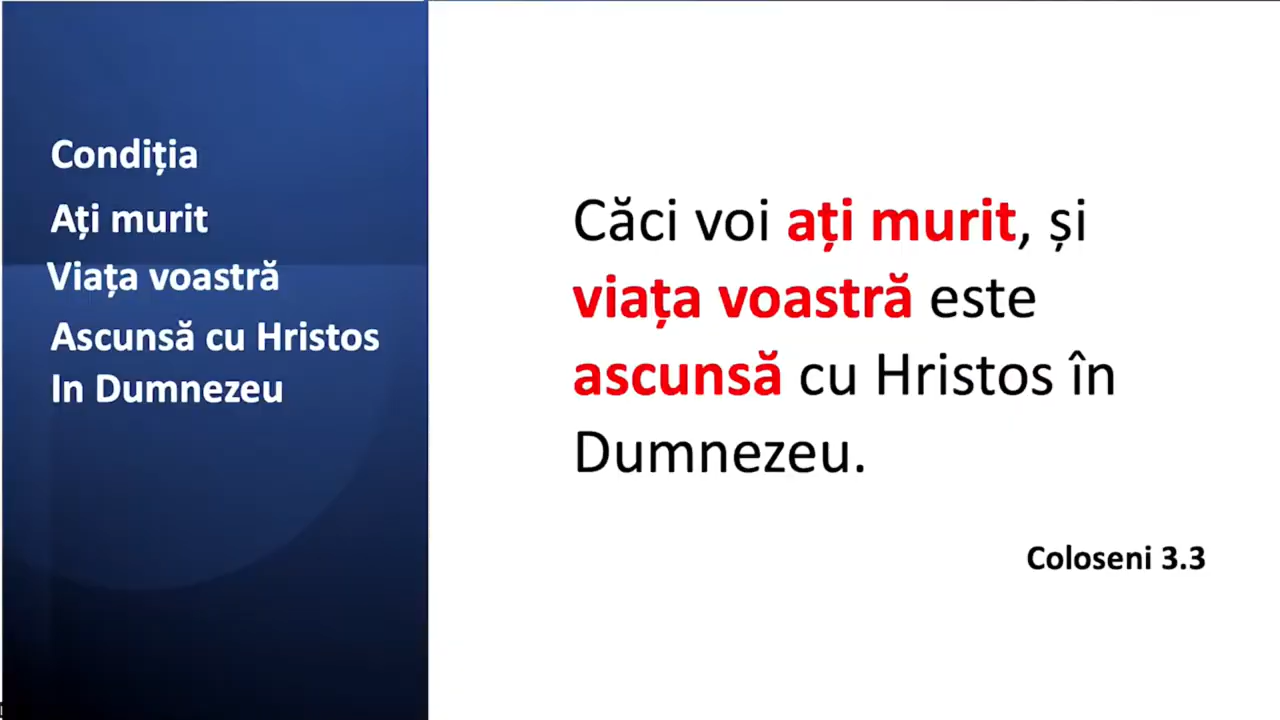 Condiția
Ați murit
Viața voastră
Ascunsă cu Hristos
In Dumnezeu
Căci voi ați murit, și
viața voastră este
ascunsă cu Hristos în
Dumnezeu.
Coloseni 3.3